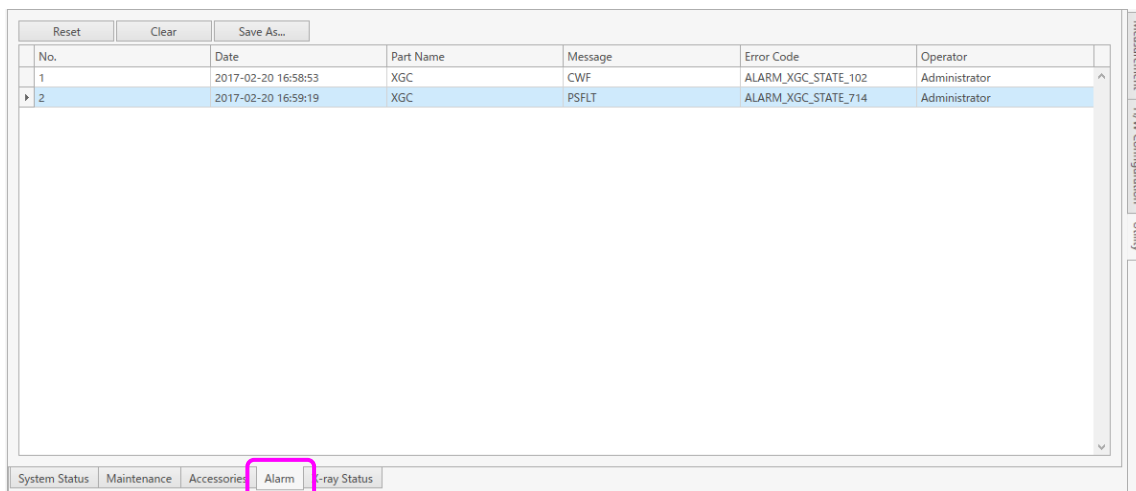 Reset Clear Save As...
No. Date Part Name Message Error Code Operator
1 2017-02-20 16:58:53 XGC CWF ALARM_XGC_STATE_102 Administrator
2 2017-02-20 16:59:19 XGC PSFLT ALARM_XGC_STATE_714 Administrator
System Status Maintenance Accessories Alarm X-ray Status
Configuration